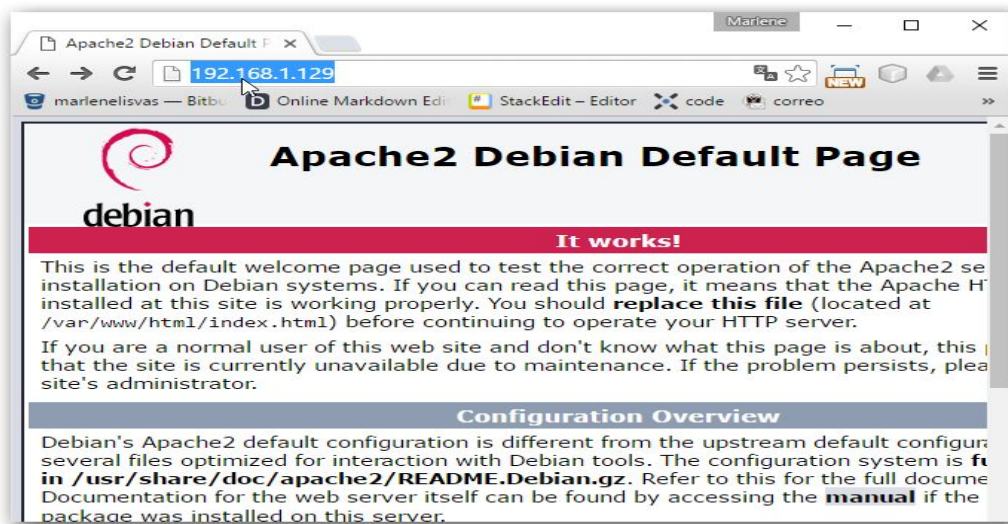 Marlene
Apache2 Debian Default
192.168.1.129
NEW
marlenelisvas — Bitb
Online Markdown Edi
StackEdit – Editor
code
correo
Apache2 Debian Default Page
debian
It works!
This is the default welcome page used to test the correct operation of the Apache2 se
installation on Debian systems. If you can read this page, it means that the Apache H
installed at this site is working properly. You should replace this file (located at
/var/www/html/index.html) before continuing to operate your HTTP server.
If you are a normal user of this web site and don't know what this page is about, this
that the site is currently unavailable due to maintenance. If the problem persists, plea
site's administrator.
Configuration Overview
Debian's Apache2 default configuration is different from the upstream default configur
several files optimized for interaction with Debian tools. The configuration system is fu
in /usr/share/doc/apache2/README.Debian.gz. Refer to this for the full docume
Documentation for the web server itself can be found by accessing the manual if the
package was installed on this server.